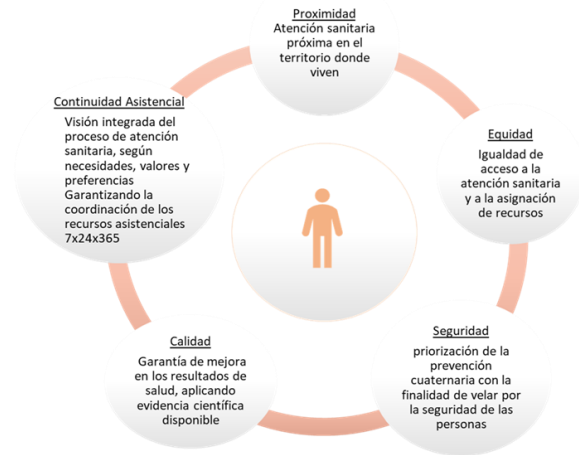 Proximidad
Atención sanitaria
próxima en el
territorio donde
viven
Equidad
Igualdad de
acceso a la
atención sanitaria
y a la asignación
de recursos
Seguridad
priorización de la
prevención
cuaternaria con la
finalidad de velar por
la seguridad de las
personas
Calidad
Garantía de mejora
en los resultados de
salud, aplicando
evidencia científica
disponible
Continuidad Asistencial
Visión integrada del
proceso de atención
sanitaria, según
necesidades, valores y
preferencias
Garantizando la
coordinación de los
recursos asistenciales
7x24x365